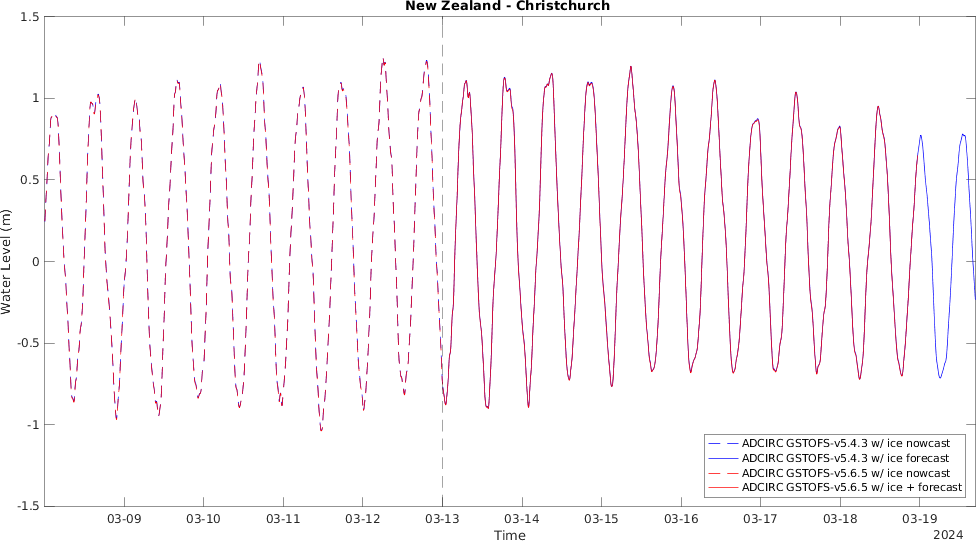 New Zealand - Christchurch
Water Level (m)
1.5
1
0.5
0
-0.5
-1
-1.5
ADCIRC GSTOFS-v5.4.3 w/ ice nowcast
ADCIRC GSTOFS-v5.4.3 w/ ice forecast
ADCIRC GSTOFS-v5.6.5 w/ ice nowcast
ADCIRC GSTOFS-v5.6.5 w/ ice + forecast
03-09 03-10 03-11 03-12 03-13 03-14 03-15 03-16 03-17 03-18 03-19
Time
2024